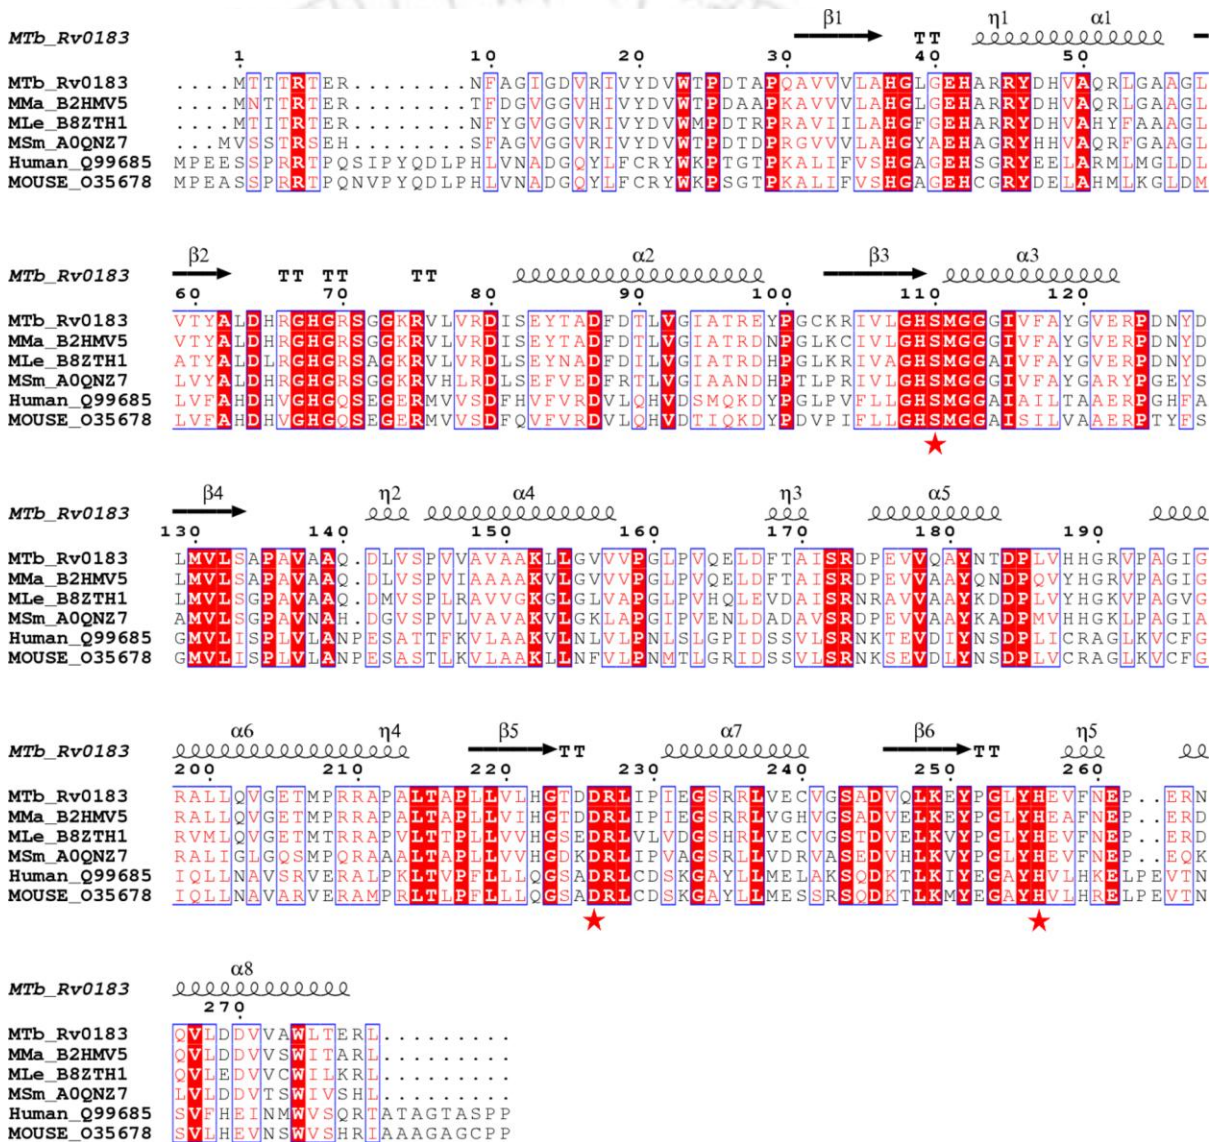 β1 η1 α1
MTb_Rv0183 TT
1 10 20 30 40 50
MTb_Rv0183 ....MTTTRTER........NFAGIGDVRIVYDVWTPDTAPQAVVVLAHGLGEHARRYDHVAQRLGAAGL
MMa_B2HMV5 ....MNTTRTER........TFDGVGGVHIVYDVWTPDAAPKAVVVLAHGLGEHARRYDHVAQRLGAAGL
MLe_B8ZTH1 ....MTITRTER........NFYGVGGVRIVYDVWMPDTRPRAVIILAHGFGEHARRYDHVAHYFAAAGL
MSm_A0QNZ7 ...MVSSTRSEH........SFAGVGGVRIVYDVWTPDTDPRGVVVLAHGYAEHARRYDHVAQRFGAAGL
Human_Q99685 MPEESSPRRTPQSIPYQDLPHLVNADGQYLFCRYWKPTGTPKALIFVSHGAGEHSGRYEELARMLMGLDL
MOUSE_O35678 MPEASSPRRTPQNVPYQDLPHLVNADGQYLFCRYWKPSGTPKALIFVSHGAGEHCGRYDELAHMLKGLDM
β2 α2 β3 α3
MTb_Rv0183 TT TT TT
60 70 80 90 100 110 120
MTb_Rv0183 VTYALDHRGHGRSGGKRVLVRDISEYTADFDTLVGIATREYPGCKRIVLGHSMGGGIVFAYGVERPDNYD
MMa_B2HMV5 VTYALDHRGHGRSGGKRVLVRDISEYTADFDTLVGIATRDNPGLKCIVLGHSMGGGIVFAYGVERPDNYD
MLe_B8ZTH1 ATYALDLRGHGRSAGKRVLVRDLSEYNADFDILVGIATRDHPGLKRIVAGHSMGGGIVFAYGVERPDNYD
MSm_A0QNZ7 LVYALDHRGHGRSGGKRVHLRDLSEFVEDFRTLVGIAANDHPTLPRIVLGHSMGGGIVFAYGARYPGEYS
Human_Q99685 LVFAHDHVGHGQSEGERMVVSDFHVFVRDVLQHVDSMQKDYPGLPVFLLGHSMGGAIAILTAAERPGHFA
MOUSE_O35678 LVFAHDHVGHGQSEGERMVVSDFQVFVRDVLQHVDTIQKDYPDVPIFLLGHSMGGAISILVAAERPTYFS
β4 η2 α4 η3 α5
MTb_Rv0183
130 140 150 160 170 180 190
MTb_Rv0183 LMVLSAPAVAAQ.DLVSPVVAVAAKLLGVVVPGLPVQELDFTAISRDPEVVQAYNTDPLVHHGRVPAGIG
MMa_B2HMV5 LMVLSAPAVAAQ.DLVSPVIAAAAKVLGVVVPGLPVQELDFTAISRDPEVVAAYQNDPQVYHGRVPAGIG
MLe_B8ZTH1 LMVLSGPAVAAQ.DMVSPLRAVVGKGLGLVAPGLPVHQLEVDAISRNRAVVAAYKDDPLVYHGKVPAGVG
MSm_A0QNZ7 AMVLSGPAVNAH.DGVSPVLVAVAKVLGKLAPGIPVENLDADAVSRDPEVVAAYKADPMVHHGKLPAGIA
Human_Q99685 GMVLISPLVLANPESATTFKVLAAKVLNLVLPNLSLGPIDSSVLSRNKTEVDIYNSDPLICRAGLKVCFG
MOUSE_O35678 GMVLISPLVLANPESASTLKVLAAKLLNFVLPNMTLGRIDSSVLSRNKSEVDLYNSDPLVCRAGLKVCFG
α6 η4 β5 α7 β6 η5
MTb_Rv0183 TT TT
200 210 220 230 240 250 260
MTb_Rv0183 RALLQVGETMPRRAPALTAPLLVLHGTDDRLIPIEGSRRLVECVGSADVQLKEYPGLYHEVFNEP..ERN
MMa_B2HMV5 RALLQVGETMPRRAPALTAPLLVIHGTDDRLIPIEGSRRLVGHVGSADVELKEYPGLYHEVFNEP..ERD
MLe_B8ZTH1 RVMLQVGETMTRRAPVLTTPLLVVHGSEDRLVLVDGSHRLVECVGSTDVELKVYPGLYHEAFNEP..ERD
MSm_A0QNZ7 RALIGLGQSMPQRAAALTAPLLVVHGDKDRLIPVAGSRLLVDRVASEDVHLKVYPGLYHEVFNEP..EQK
Human_Q99685 IQLLNAVSRVERALPKLTVPFLLLQGSADRLCDSKGAYLLMELAKSQDKTLKIYEGAYHVLHKELPEVTN
MOUSE_O35678 IQLLNAVARVERAMPRLTLPFLLLQGSADRLCDSKGAYLLMESSRSQDKTLKMYEGAYHVLHRELPEVTN
α8
MTb_Rv0183
270
MTb_Rv0183 QVLDDVVAWLTERL.........
MMa_B2HMV5 QVLDDVVSWITARL.........
MLe_B8ZTH1 QVLEDVVCWILKRL.........
MSm_A0QNZ7 LVLDDVTSWIVSHL.........
Human_Q99685 SVFHEINMWVSQRTATAGTASPP
MOUSE_O35678 SVLHEVNSWVSHRIAAAGAGCPP